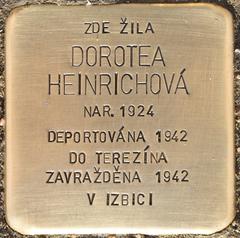 ZDE ŽILA
DOROTEA
HEINRICHOVÁ
NAR. 1924
DEPORTOVÁNA 1942
DO TEREZÍNA
ZAVRAŽDĚNA 1942
V IZBICI